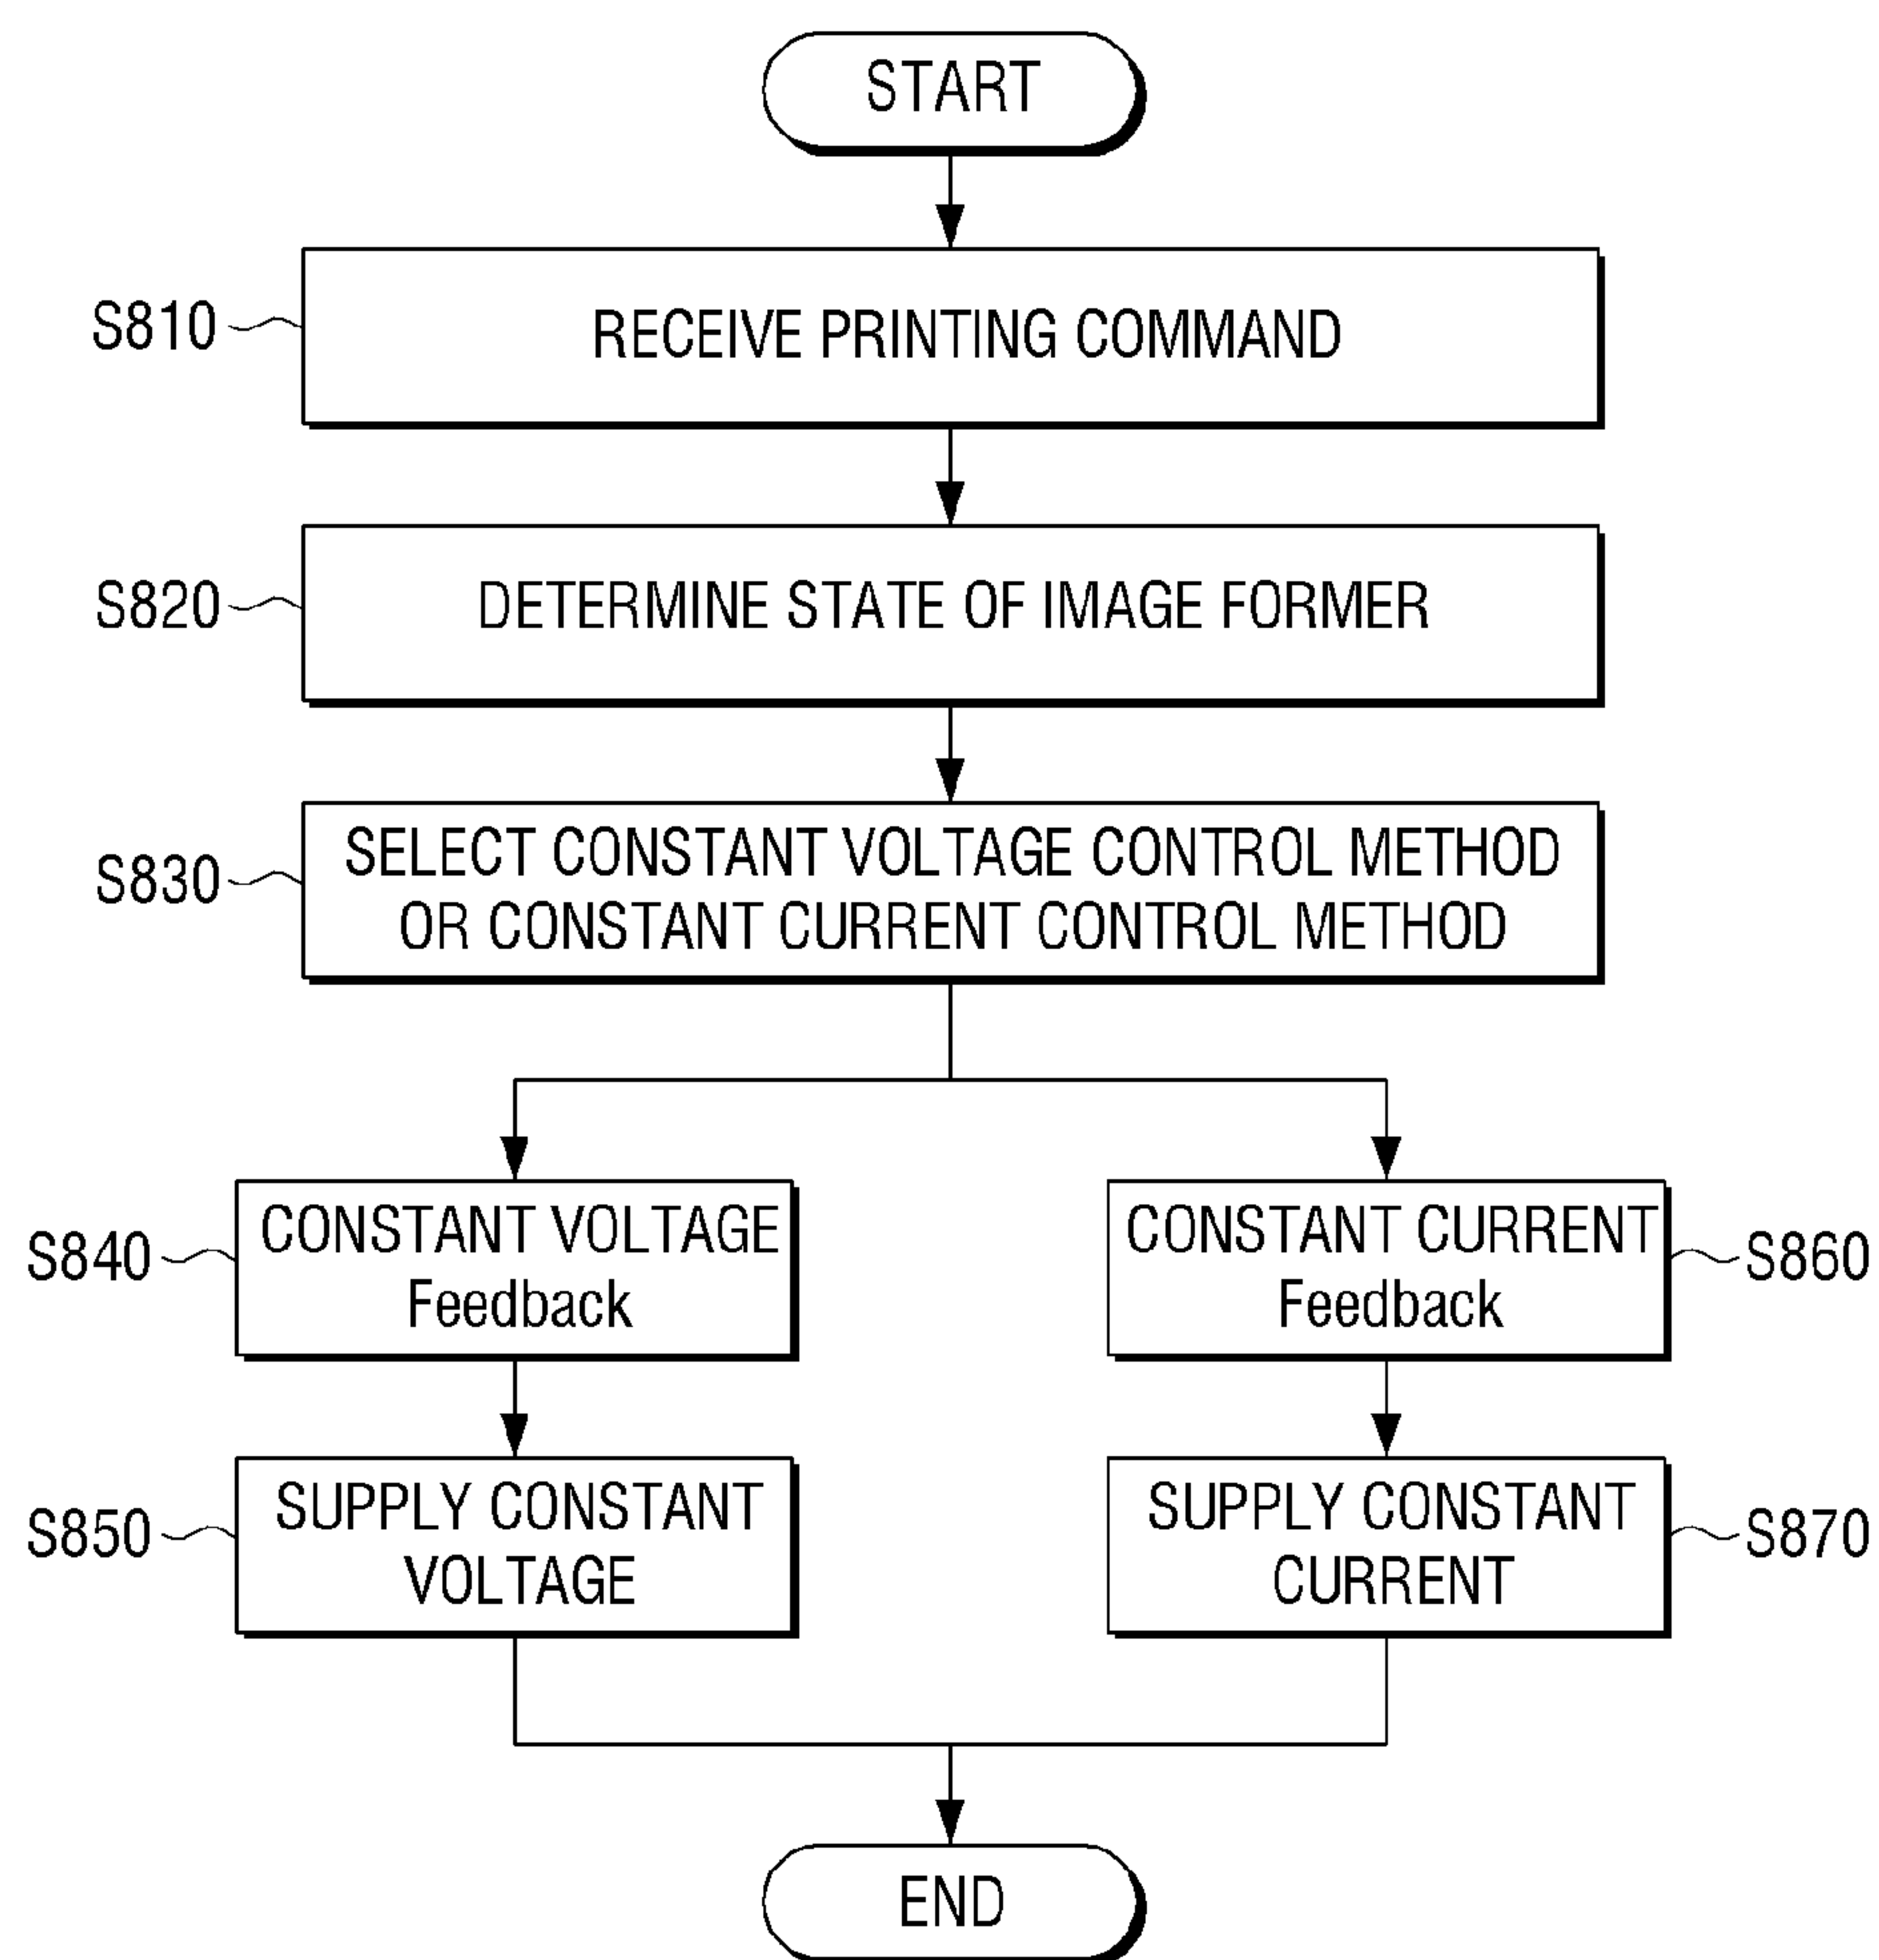 START
S810
RECEIVE PRINTING COMMAND
S820
DETERMINE STATE OF IMAGE FORMER
S830
SELECT CONSTANT VOLTAGE CONTROL METHOD
OR CONSTANT CURRENT CONTROL METHOD
S840
CONSTANT VOLTAGE
Feedback
CONSTANT CURRENT
Feedback
S860
S850
SUPPLY CONSTANT
VOLTAGE
SUPPLY CONSTANT
CURRENT
S870
END